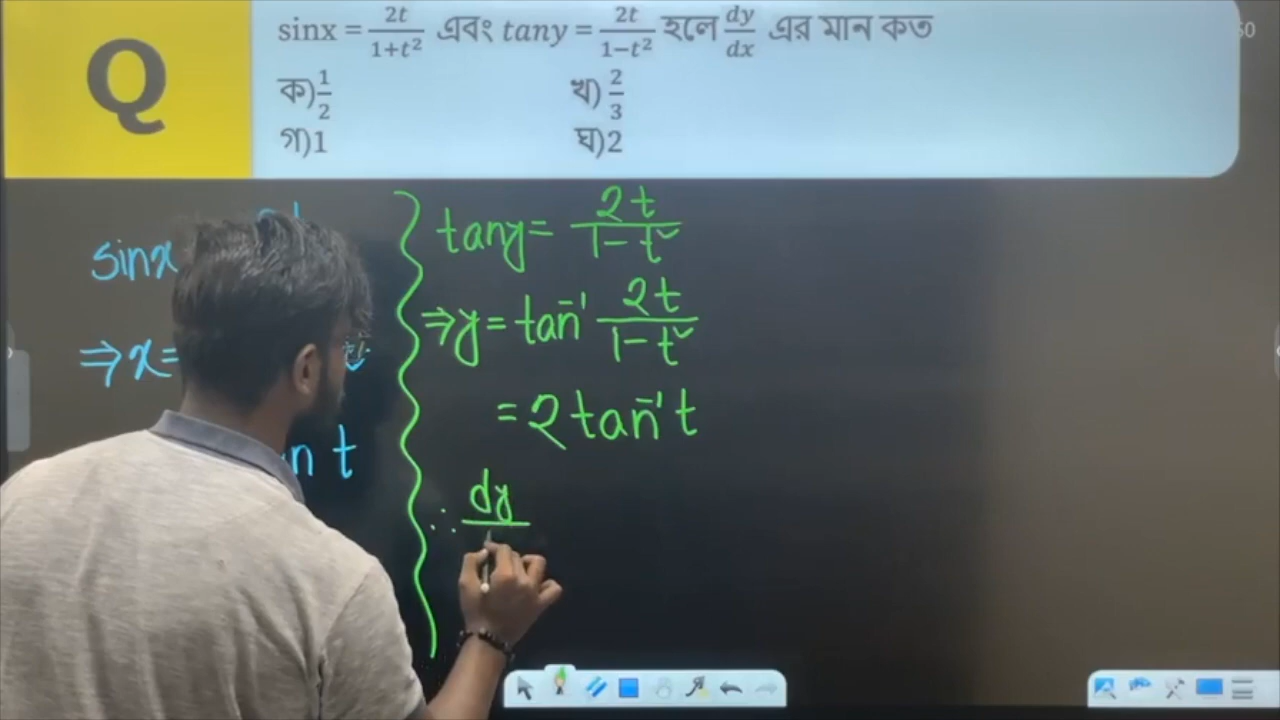 Q
sinx = 2t/(1+t²) এবং tany = 2t/(1−t²) হলে dy/dx এর মান কত
ক) 1/2 খ) 2/3
গ)1 ঘ)2
sinx
⇒x=
n t
tany= 2t/(1−t²)
⇒y= tan⁻¹ 2t/(1−t²)
= 2tan⁻¹t
∴ dy